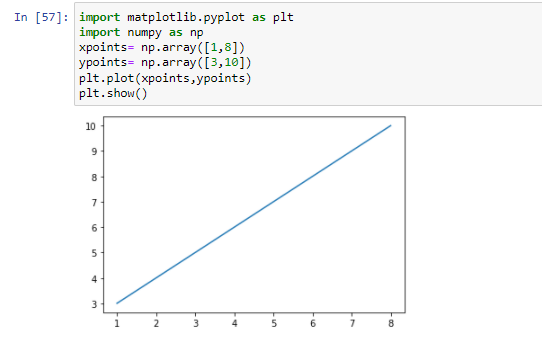 In [57]: import matplotlib.pyplot as plt
import numpy as np
xpoints= np.array([1,8])
ypoints= np.array([3,10])
plt.plot(xpoints,ypoints)
plt.show()
10
9
8
7
6
5
4
3
1 2 3 4 5 6 7 8